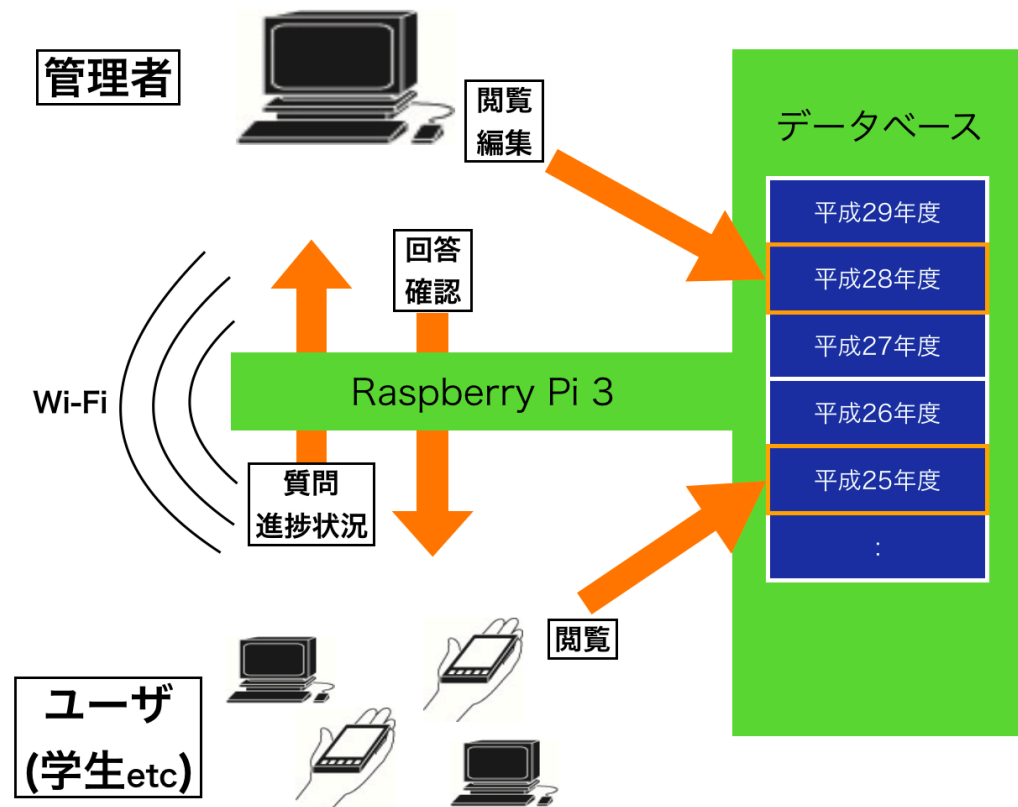 管理者
閲覧
編集
データベース
平成29年度
平成28年度
平成27年度
平成26年度
平成25年度
:
回答
確認
Wi-Fi
Raspberry Pi 3
質問
進捗状況
閲覧
ユーザ
(学生etc)